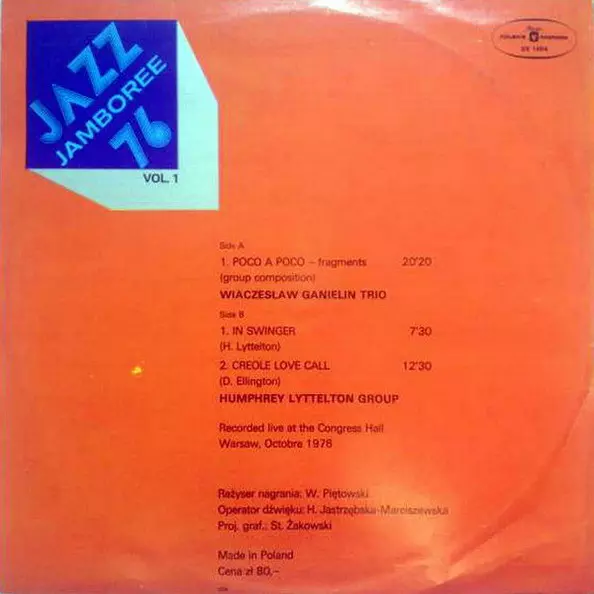 JAZZ
JAMBOREE
76
VOL. 1
POLSKIE NAGRANIA
Side A
1. POCO A POCO – fragments 20'20
(group composition)
WIACZESŁAW GANIELIN TRIO
Side B
1. IN SWINGER 7'30
(H. Lyttelton)
2. CREOLE LOVE CALL 12'30
(D. Ellington)
HUMPHREY LYTTELTON GROUP
Recorded live at the Congress Hall
Warsaw, Octobre 1976
Reżyser nagrania: W. Piętowski
Operator dźwięku: H. Jastrzębska-Marciszewska
Proj. graf.: St. Żakowski
Made in Poland
Cena zł 80,–